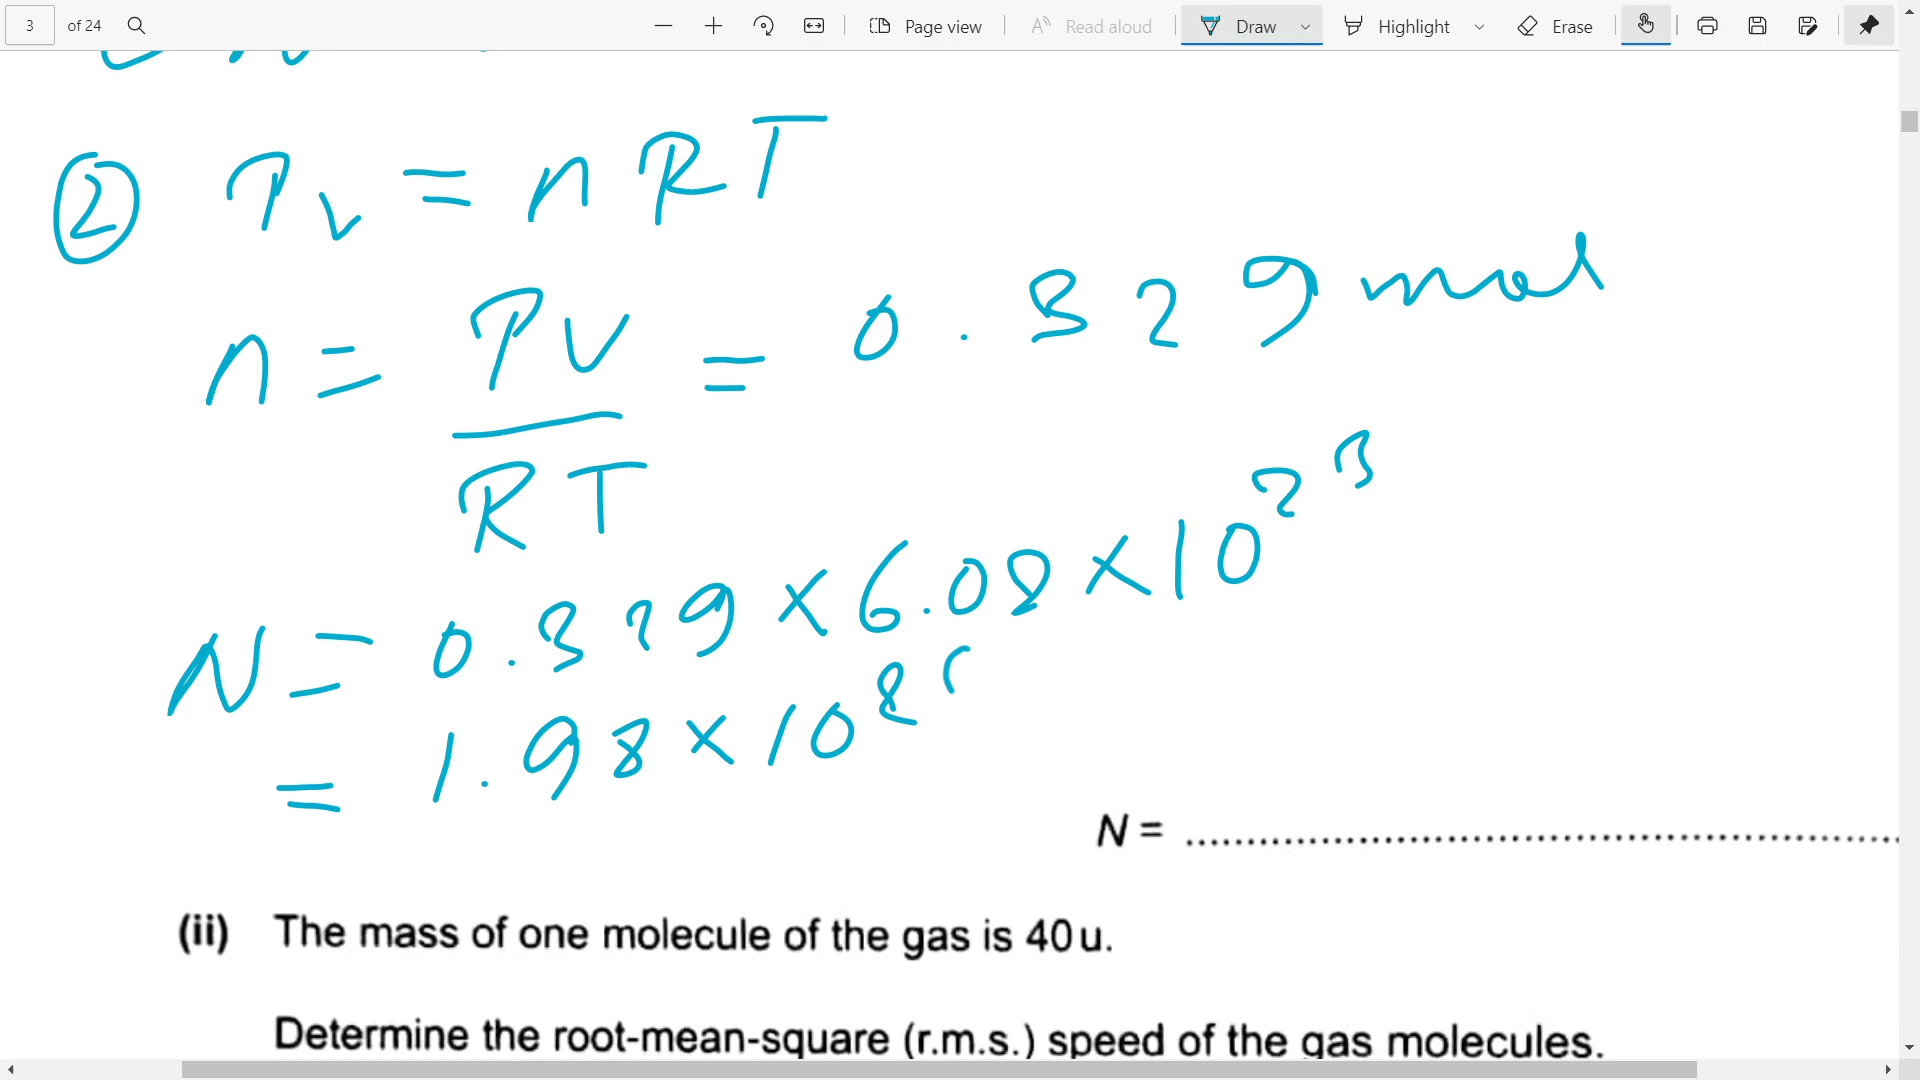 3 of 24 Page view Read aloud Draw Highlight Erase
② PV = nRT
n = PV / RT = 0.329 mol
N = 0.329 × 6.08 × 10²³
= 1.98 × 10
N = ........................................
(ii) The mass of one molecule of the gas is 40 u.
Determine the root-mean-square (r.m.s.) speed of the gas molecules.